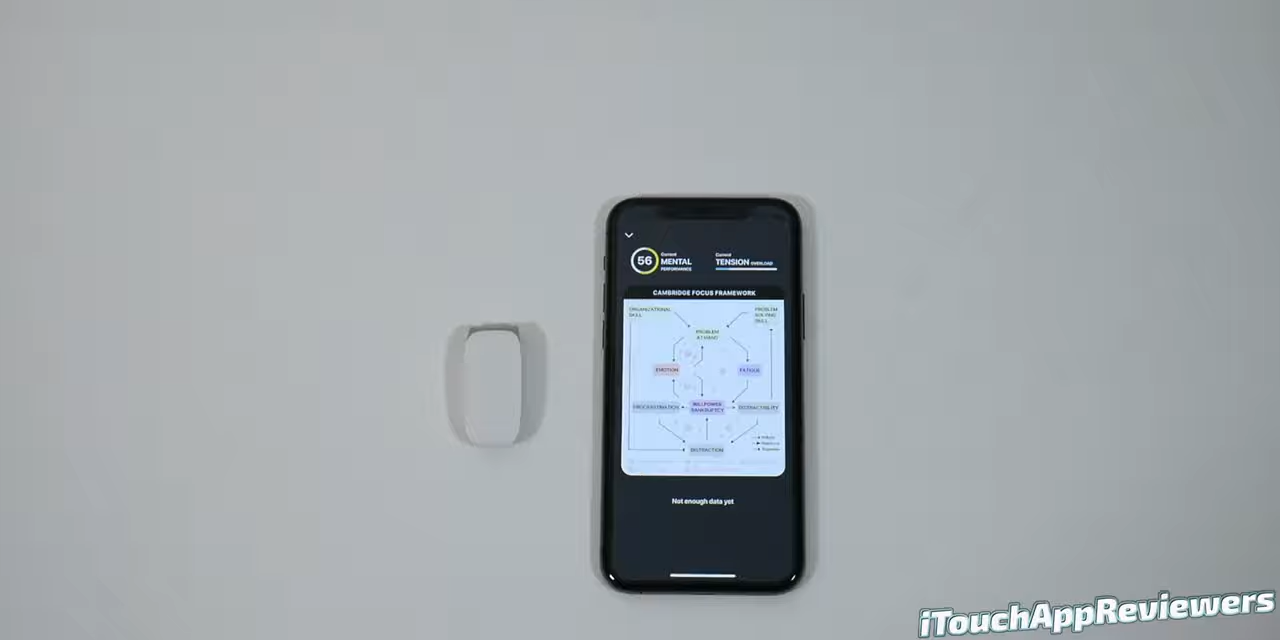 Current
MENTAL
PERFORMANCE
56
Current
TENSION OVERLOAD
CAMBRIDGE FOCUS FRAMEWORK
ORGANIZATIONAL
SKILL
PROBLEM
SOLVING
SKILL
PROBLEM
AT HAND
EMOTION
FATIGUE
PROCRASTINATION
WILLPOWER
BANKRUPTCY
DISTRACTABILITY
DISTRACTION
Not enough data yet
iTouchAppReviewers